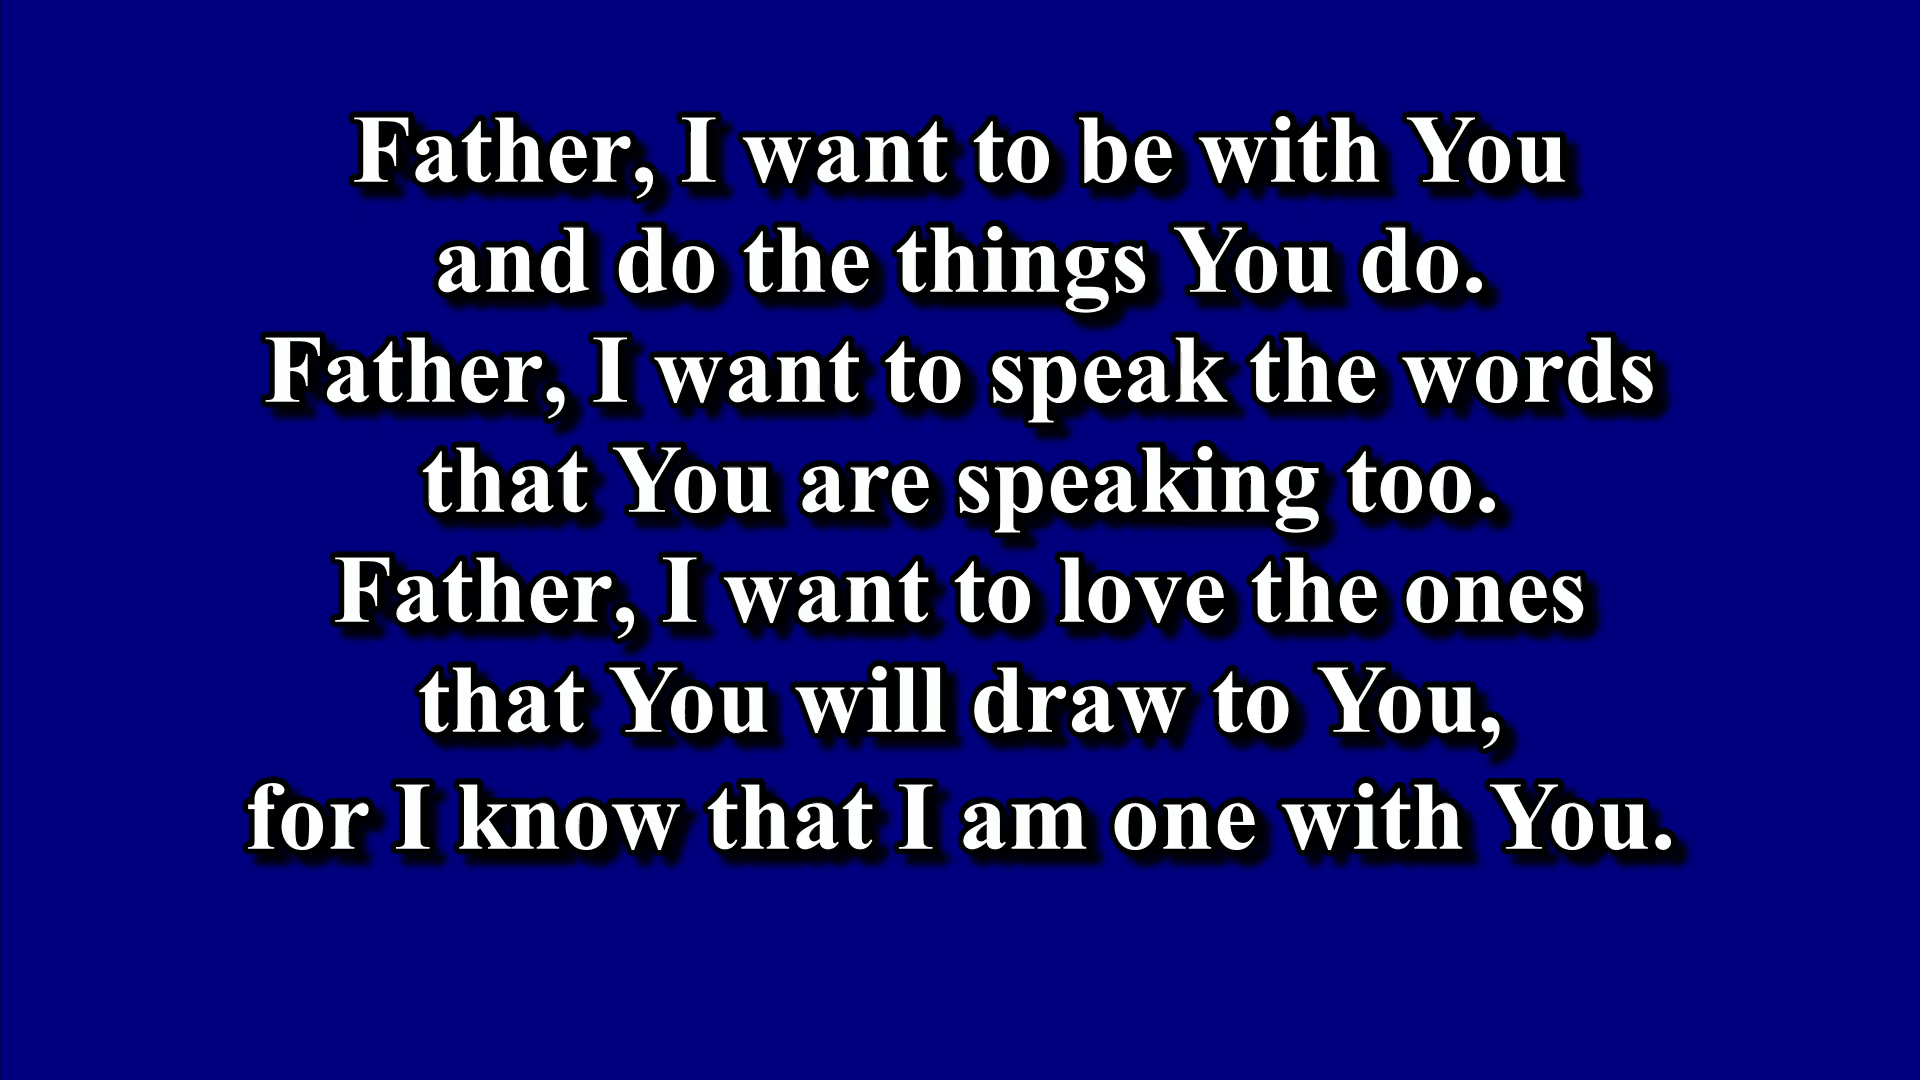 Father, I want to be with You
and do the things You do.
Father, I want to speak the words
that You are speaking too.
Father, I want to love the ones
that You will draw to You,
for I know that I am one with You.